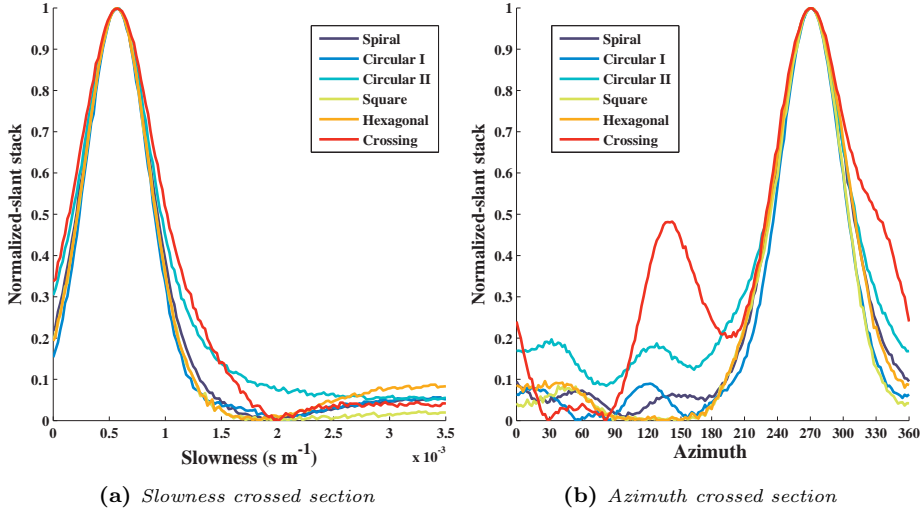 Normalized-slant stack
1
0.9
0.8
0.7
0.6
0.5
0.4
0.3
0.2
0.1
0
Spiral
Circular I
Circular II
Square
Hexagonal
Crossing
0 0.5 1 1.5 2 2.5 3 3.5
Slowness (s m⁻¹)
x 10⁻³
(a) Slowness crossed section
Normalized-slant stack
1
0.9
0.8
0.7
0.6
0.5
0.4
0.3
0.2
0.1
0
Spiral
Circular I
Circular II
Square
Hexagonal
Crossing
0 30 60 90 120 150 180 210 240 270 300 330 360
Azimuth
(b) Azimuth crossed section